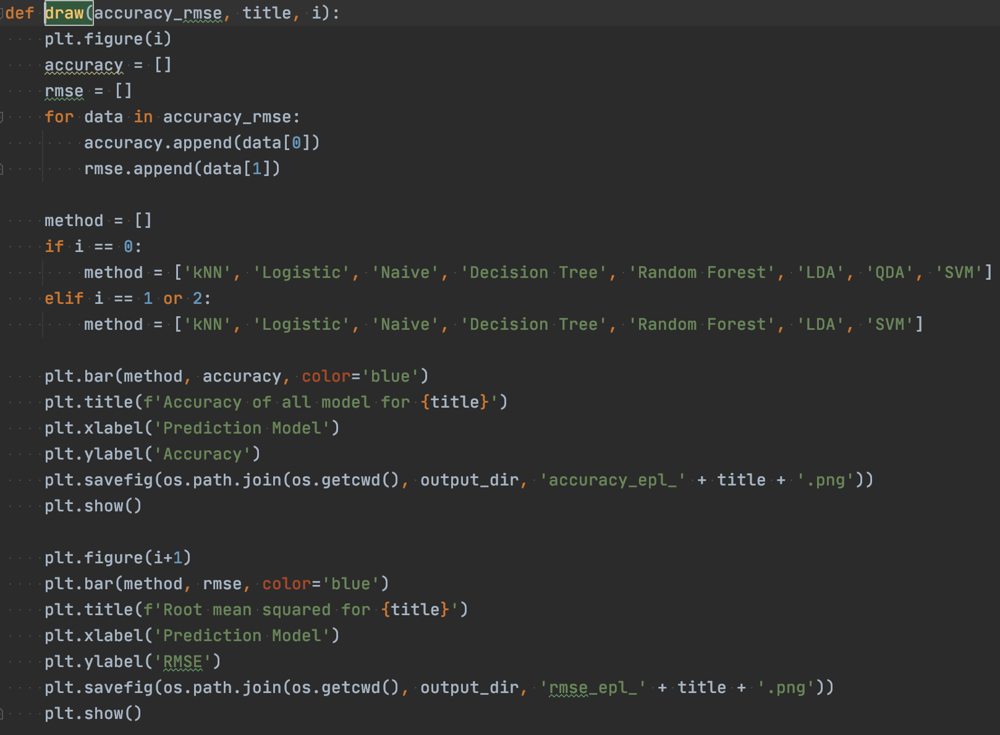 def draw(accuracy_rmse, title, i):
    plt.figure(i)
    accuracy = []
    rmse = []
    for data in accuracy_rmse:
        accuracy.append(data[0])
        rmse.append(data[1])

    method = []
    if i == 0:
        method = ['kNN', 'Logistic', 'Naive', 'Decision Tree', 'Random Forest', 'LDA', 'QDA', 'SVM']
    elif i == 1 or 2:
        method = ['kNN', 'Logistic', 'Naive', 'Decision Tree', 'Random Forest', 'LDA', 'SVM']

    plt.bar(method, accuracy, color='blue')
    plt.title(f'Accuracy of all model for {title}')
    plt.xlabel('Prediction Model')
    plt.ylabel('Accuracy')
    plt.savefig(os.path.join(os.getcwd(), output_dir, 'accuracy_epl_' + title + '.png'))
    plt.show()

    plt.figure(i+1)
    plt.bar(method, rmse, color='blue')
    plt.title(f'Root mean squared for {title}')
    plt.xlabel('Prediction Model')
    plt.ylabel('RMSE')
    plt.savefig(os.path.join(os.getcwd(), output_dir, 'rmse_epl_' + title + '.png'))
    plt.show()